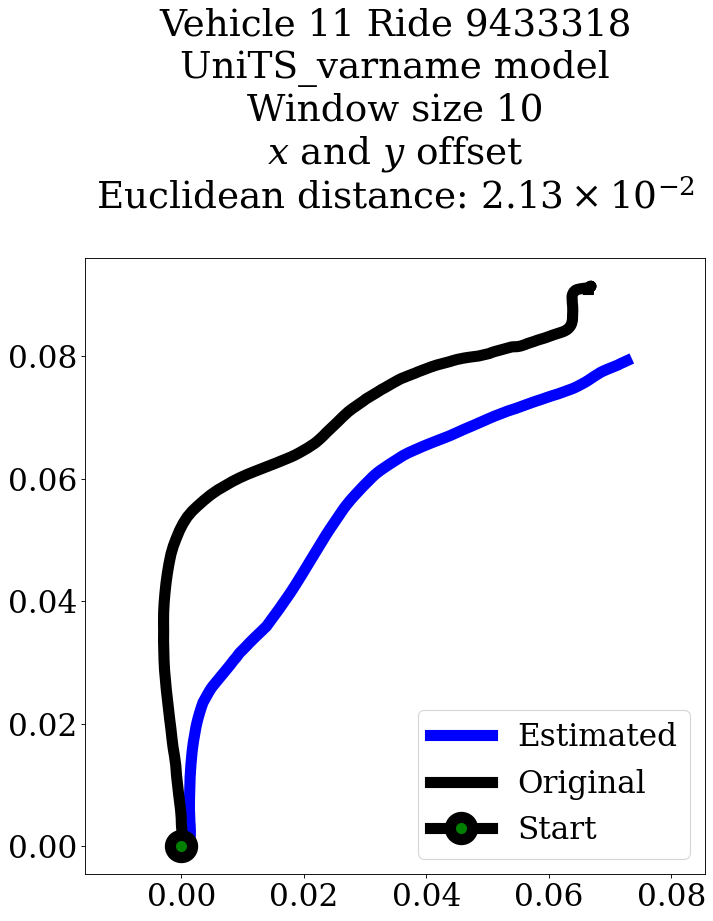 Vehicle 11 Ride 9433318
UniTS_varname model
Window size 10
x and y offset
Euclidean distance: 2.13 × 10⁻²
0.08
0.06
0.04
0.02
0.00
Estimated
Original
Start
0.00 0.02 0.04 0.06 0.08